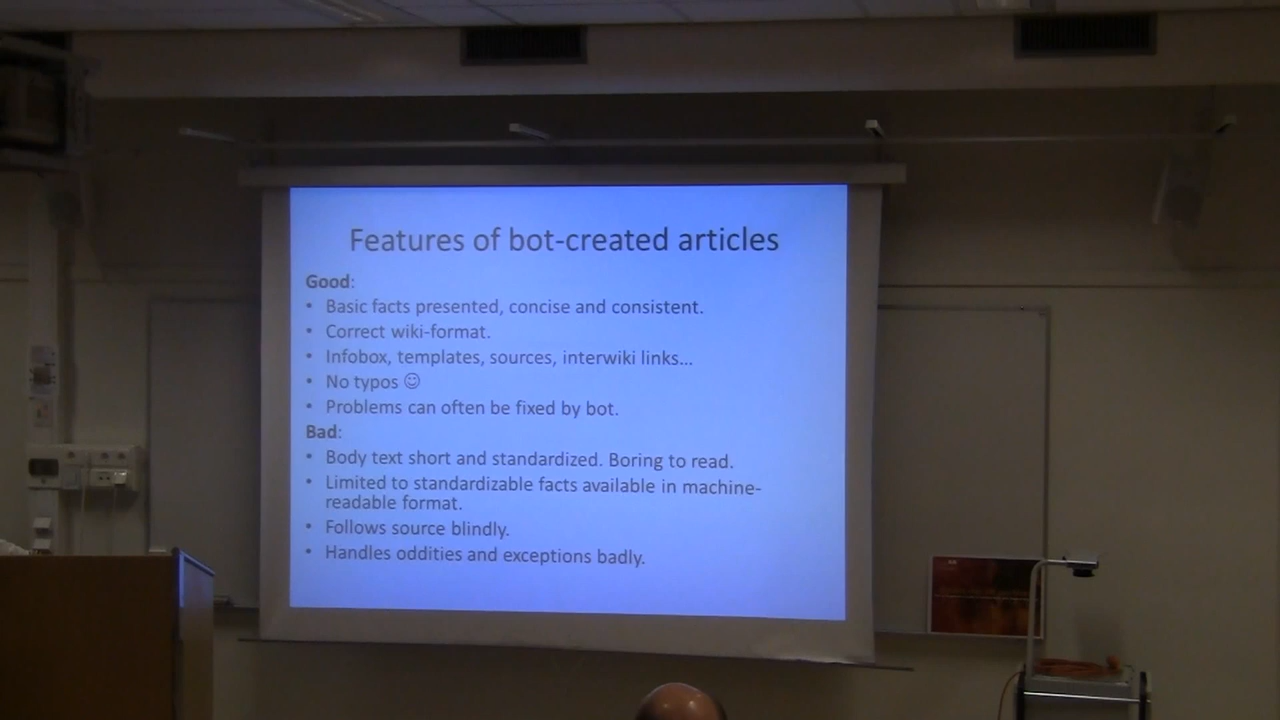 Features of bot-created articles
Good:
• Basic facts presented, concise and consistent.
• Correct wiki-format.
• Infobox, templates, sources, interwiki links...
• No typos ☺
• Problems can often be fixed by bot.
Bad:
• Body text short and standardized. Boring to read.
• Limited to standardizable facts available in machine-
readable format.
• Follows source blindly.
• Handles oddities and exceptions badly.